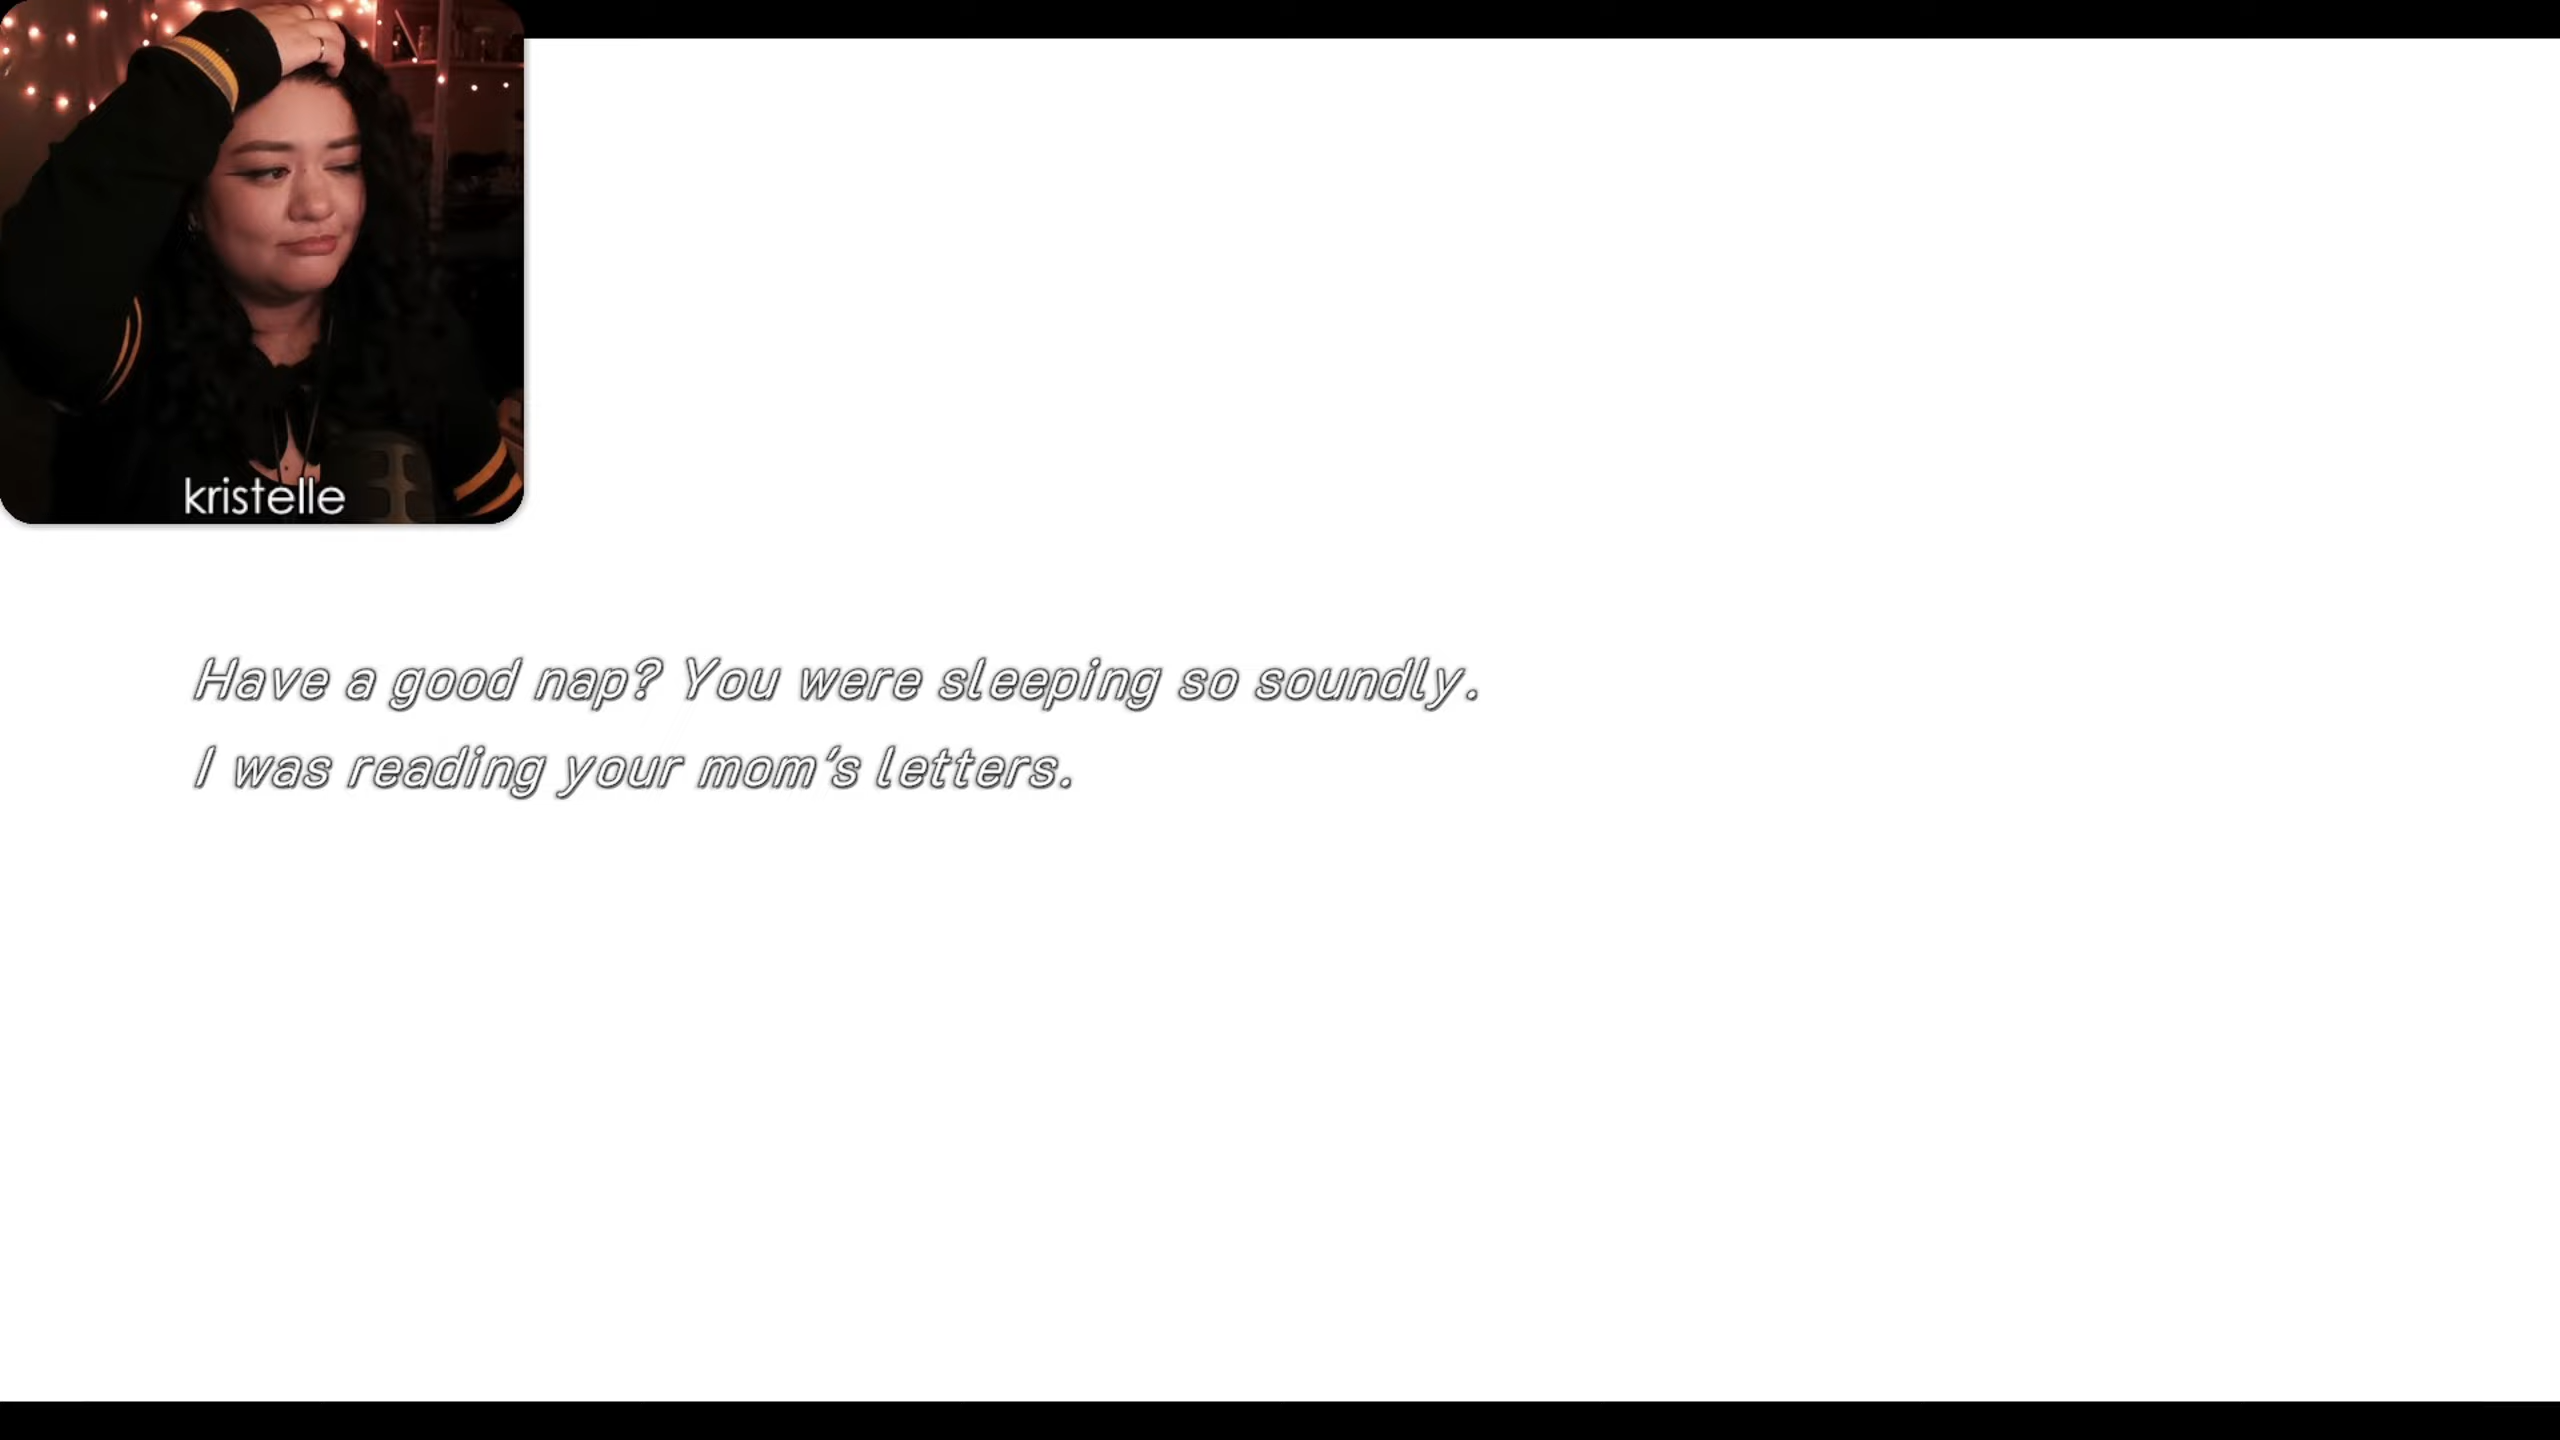 kristelle
Have a good nap? You were sleeping so soundly.
I was reading your mom's letters.